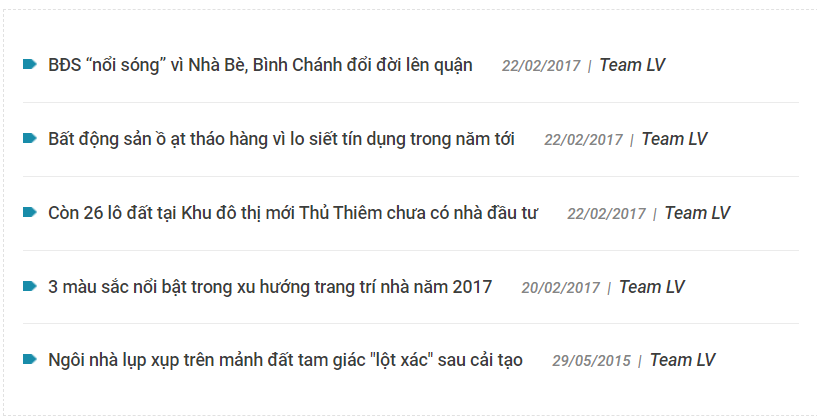 BĐS “nổi sóng” vì Nhà Bè, Bình Chánh đổi đời lên quận 22/02/2017 | Team LV
Bất động sản ồ ạt tháo hàng vì lo siết tín dụng trong năm tới 22/02/2017 | Team LV
Còn 26 lô đất tại Khu đô thị mới Thủ Thiêm chưa có nhà đầu tư 22/02/2017 | Team LV
3 màu sắc nổi bật trong xu hướng trang trí nhà năm 2017 20/02/2017 | Team LV
Ngôi nhà lụp xụp trên mảnh đất tam giác "lột xác" sau cải tạo 29/05/2015 | Team LV